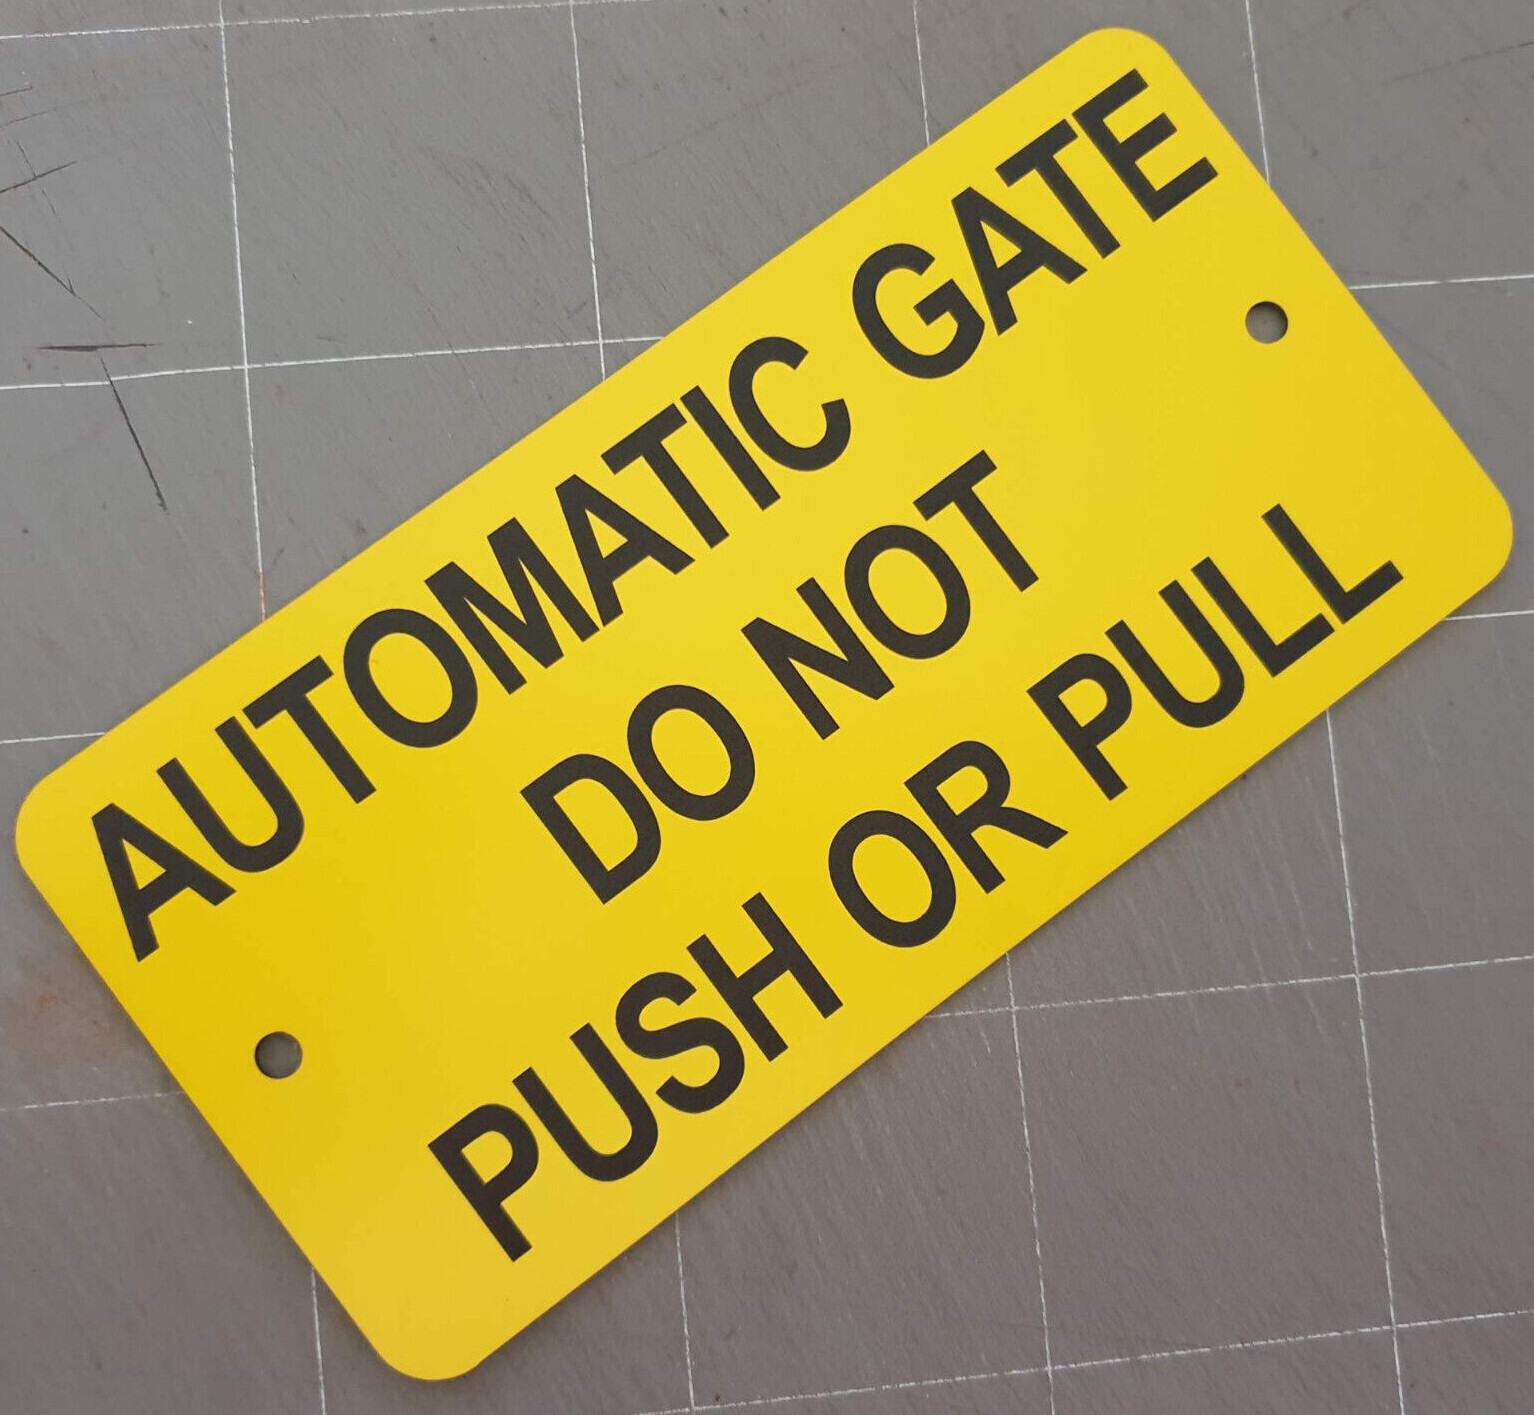 AUTOMATIC GATE
DO NOT
PUSH OR PULL